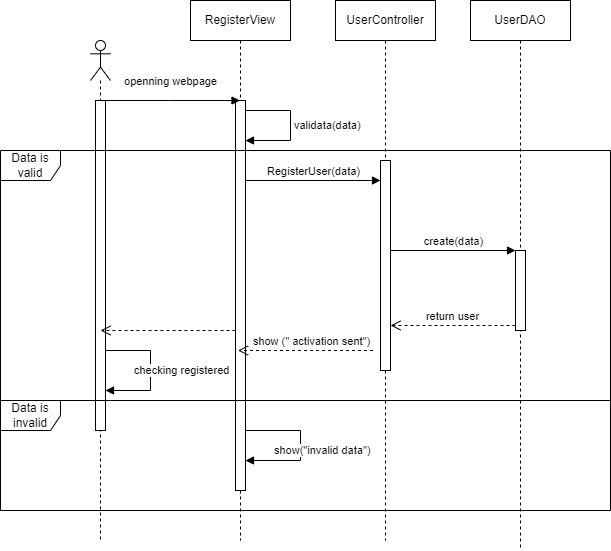 RegisterView
UserController
UserDAO
openning webpage
validata(data)
Data is
valid
RegisterUser(data)
create(data)
return user
show (" activation sent")
checking registered
Data is
invalid
show("invalid data")